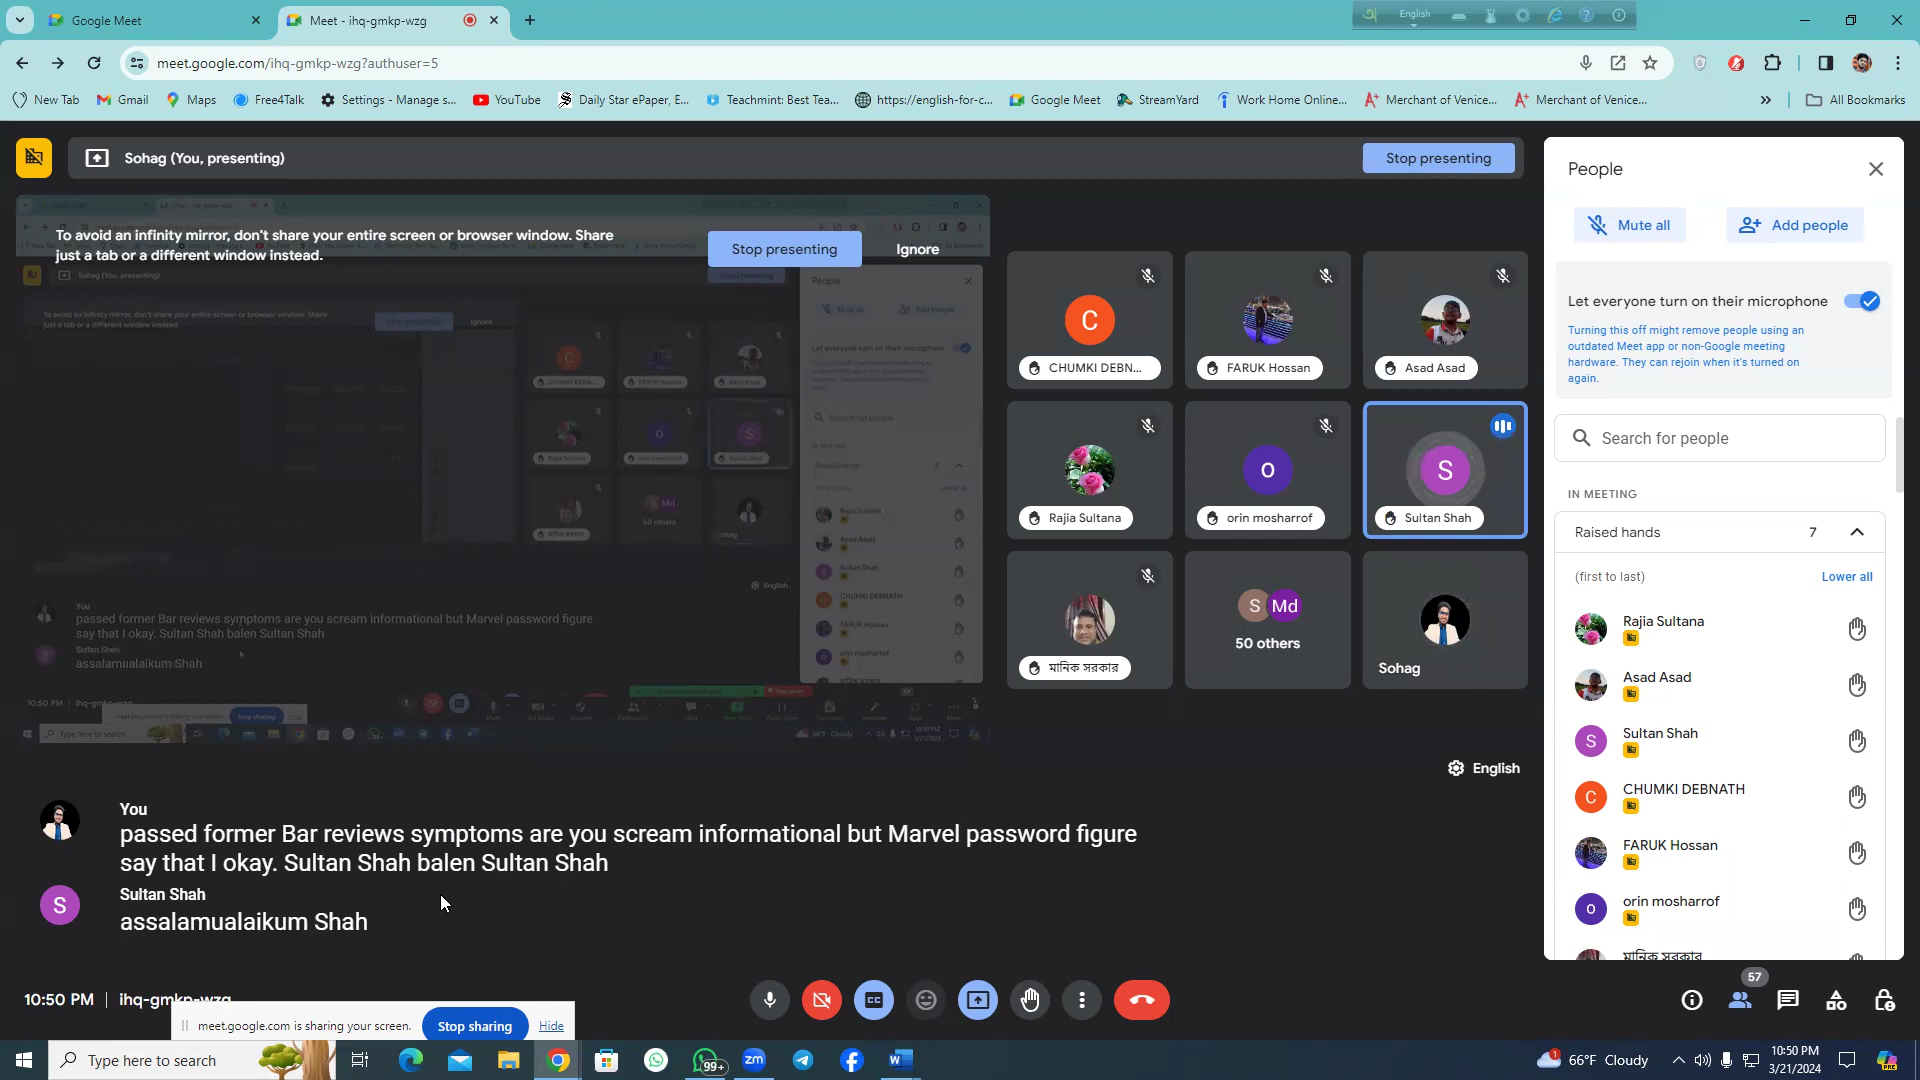 Google Meet
Meet - ihq-gmkp-wzg
English
meet.google.com/ihq-gmkp-wzg?authuser=5
New Tab
Gmail
Maps
Free4Talk
Settings - Manage s...
YouTube
Daily Star ePaper, E...
Teachmint: Best Tea...
https://english-for-c...
Google Meet
StreamYard
Work Home Online...
Merchant of Venice...
Merchant of Venice...
All Bookmarks
Sohag (You, presenting)
Stop presenting
To avoid an infinity mirror, don't share your entire screen or browser window. Share
just a tab or a different window instead.
Stop presenting
Ignore
C
CHUMKI DEBN...
FARUK Hossan
Asad Asad
Rajia Sultana
o
orin mosharrof
S
Sultan Shah
মানিক সরকার
S Md
50 others
Sohag
English
You
passed former Bar reviews symptoms are you scream informational but Marvel password figure
say that I okay. Sultan Shah balen Sultan Shah
S
Sultan Shah
assalamualaikum Shah
People
Mute all
Add people
Let everyone turn on their microphone
Turning this off might remove people using an
outdated Meet app or non-Google meeting
hardware. They can rejoin when it's turned on
again.
Search for people
IN MEETING
Raised hands 7
(first to last)
Lower all
Rajia Sultana
Asad Asad
S
Sultan Shah
C
CHUMKI DEBNATH
FARUK Hossan
o
orin mosharrof
মানিক সরকার
57
10:50 PM | ihq-gmkp-wzg
CC
meet.google.com is sharing your screen.
Stop sharing
Hide
Type here to search
99+
zm
1
66°F Cloudy
10:50 PM
3/21/2024